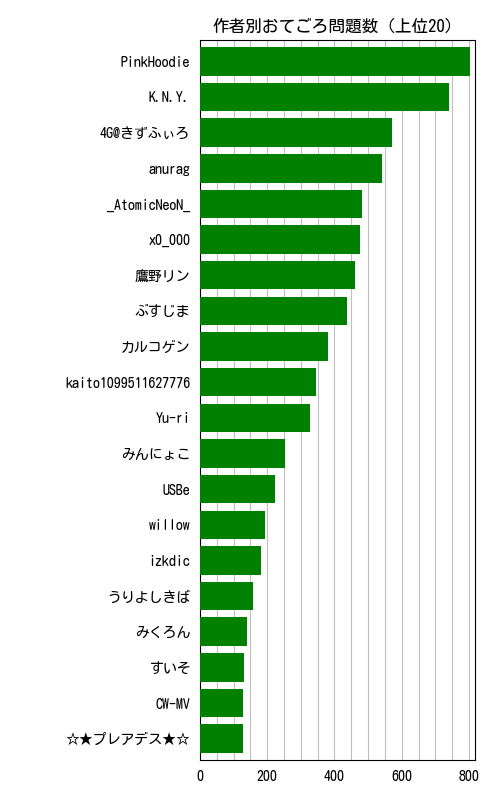 作者別おてごろ問題数（上位20）
PinkHoodie
K.N.Y.
4G@きずふぃろ
anurag
_AtomicNeoN_
x0_000
鷹野リン
ぶすじま
カルコゲン
kaito1099511627776
Yu-ri
みんにょこ
USBe
willow
izkdic
うりよしきば
みくろん
すいそ
CW-MV
☆★プレアデス★☆
0 200 400 600 800